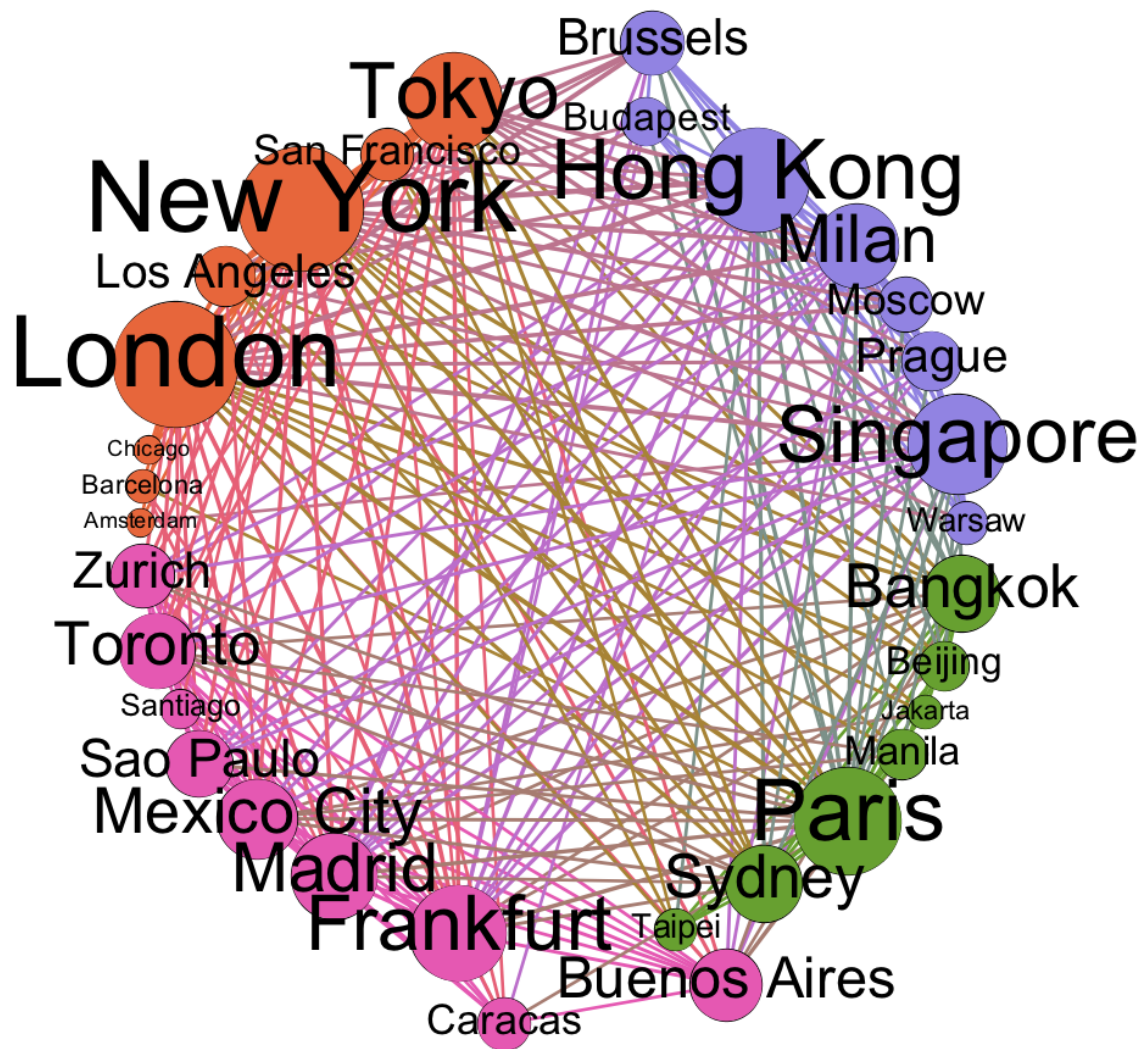 Brussels
Tokyo
Budapest
San Francisco
Hong Kong
New York
Milan
Los Angeles
Moscow
London
Prague
Singapore
Chicago
Barcelona
Amsterdam
Warsaw
Zurich
Bangkok
Toronto
Beijing
Santiago
Jakarta
Sao Paulo
Manila
Mexico City
Paris
Madrid
Sydney
Frankfurt
Taipei
Buenos Aires
Caracas